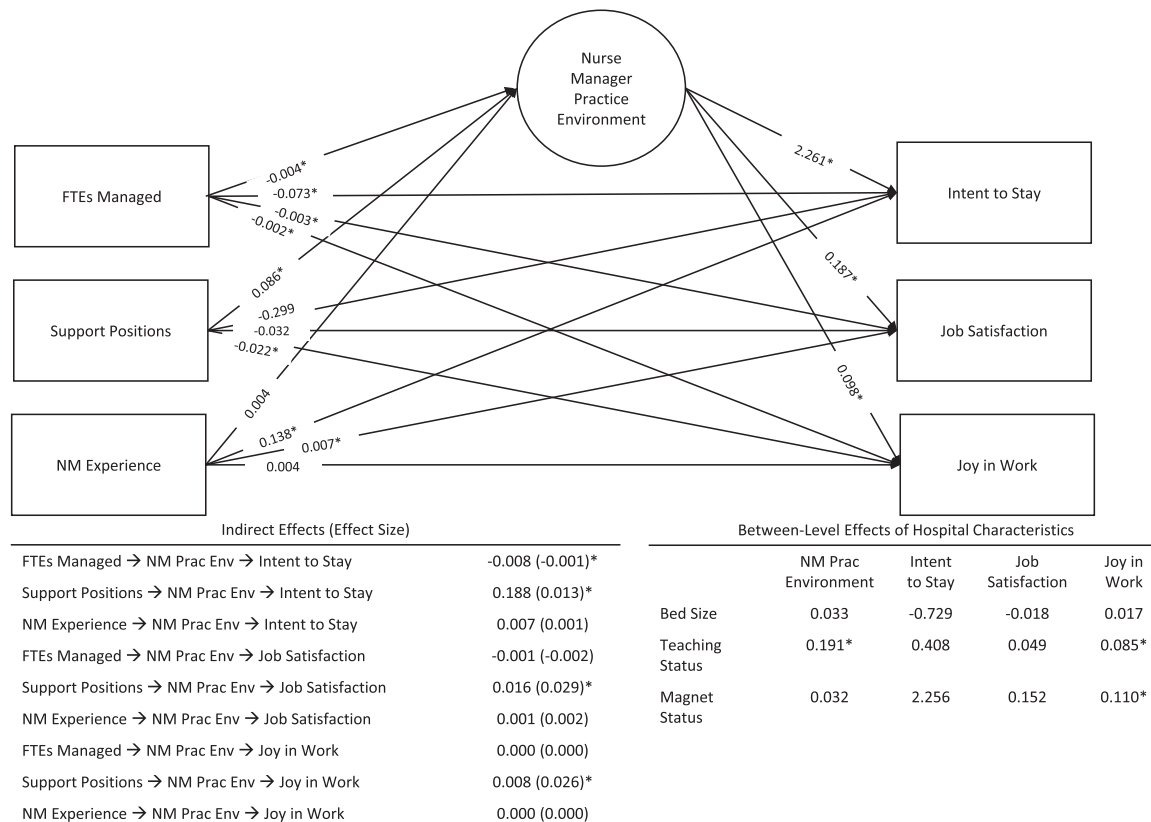 Nurse
Manager
Practice
Environment
FTEs Managed
Support Positions
NM Experience
Intent to Stay
Job Satisfaction
Joy in Work
-0.004*
-0.073*
-0.003*
-0.002*
0.086*
-0.299
-0.032
-0.022*
0.004
0.138*
0.007*
0.004
2.261*
0.187*
0.098*
Indirect Effects (Effect Size)
FTEs Managed → NM Prac Env → Intent to Stay -0.008 (-0.001)*
Support Positions → NM Prac Env → Intent to Stay 0.188 (0.013)*
NM Experience → NM Prac Env → Intent to Stay 0.007 (0.001)
FTEs Managed → NM Prac Env → Job Satisfaction -0.001 (-0.002)
Support Positions → NM Prac Env → Job Satisfaction 0.016 (0.029)*
NM Experience → NM Prac Env → Job Satisfaction 0.001 (0.002)
FTEs Managed → NM Prac Env → Joy in Work 0.000 (0.000)
Support Positions → NM Prac Env → Joy in Work 0.008 (0.026)*
NM Experience → NM Prac Env → Joy in Work 0.000 (0.000)
Between-Level Effects of Hospital Characteristics
NM Prac Intent Job Joy in
Environment to Stay Satisfaction Work
Bed Size 0.033 -0.729 -0.018 0.017
Teaching 0.191* 0.408 0.049 0.085*
Status
Magnet 0.032 2.256 0.152 0.110*
Status